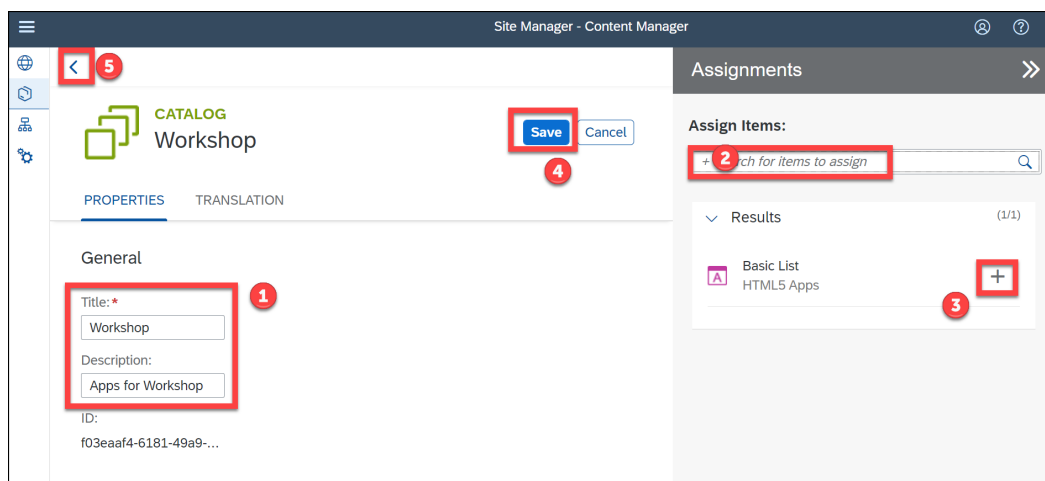 Site Manager - Content Manager
5
Assignments
CATALOG
Workshop
Save
Cancel
4
Assign Items:
+ 2 rch for items to assign
PROPERTIES
TRANSLATION
Results
(1/1)
General
Basic List
HTML5 Apps
A
3
1
Title:*
Workshop
Description:
Apps for Workshop
ID:
f03eaaf4-6181-49a9-...